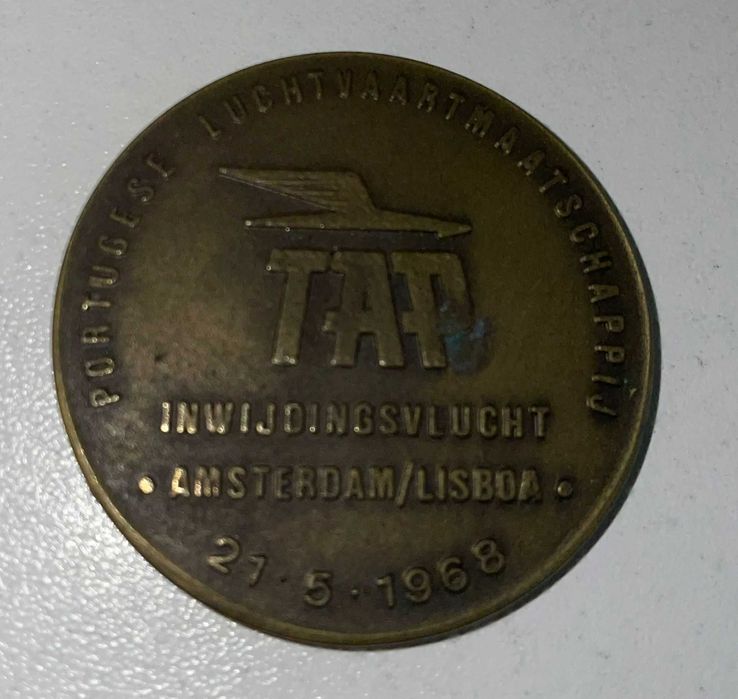 PORTUGESE LUCHTVAARTMAATSCHAPPIJ
TAP
INWIJDINGSVLUCHT
• AMSTERDAM/LISBOA •
21·5·1968